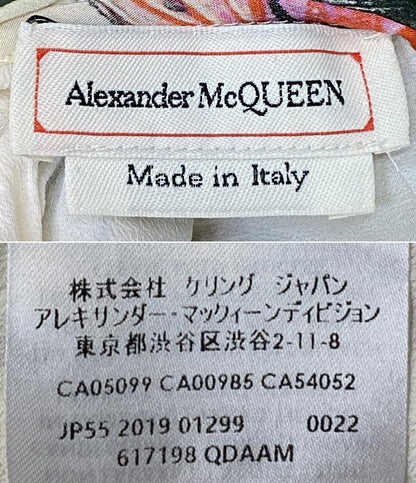 Alexander McQUEEN
Made in Italy
株式会社 ケリング ジャパン
アレキサンダー・マックィーンディビジョン
東京都渋谷区渋谷2-11-8
CA05099 CA00985 CA54052
JP55 2019 01299 0022
617198 QDAAM